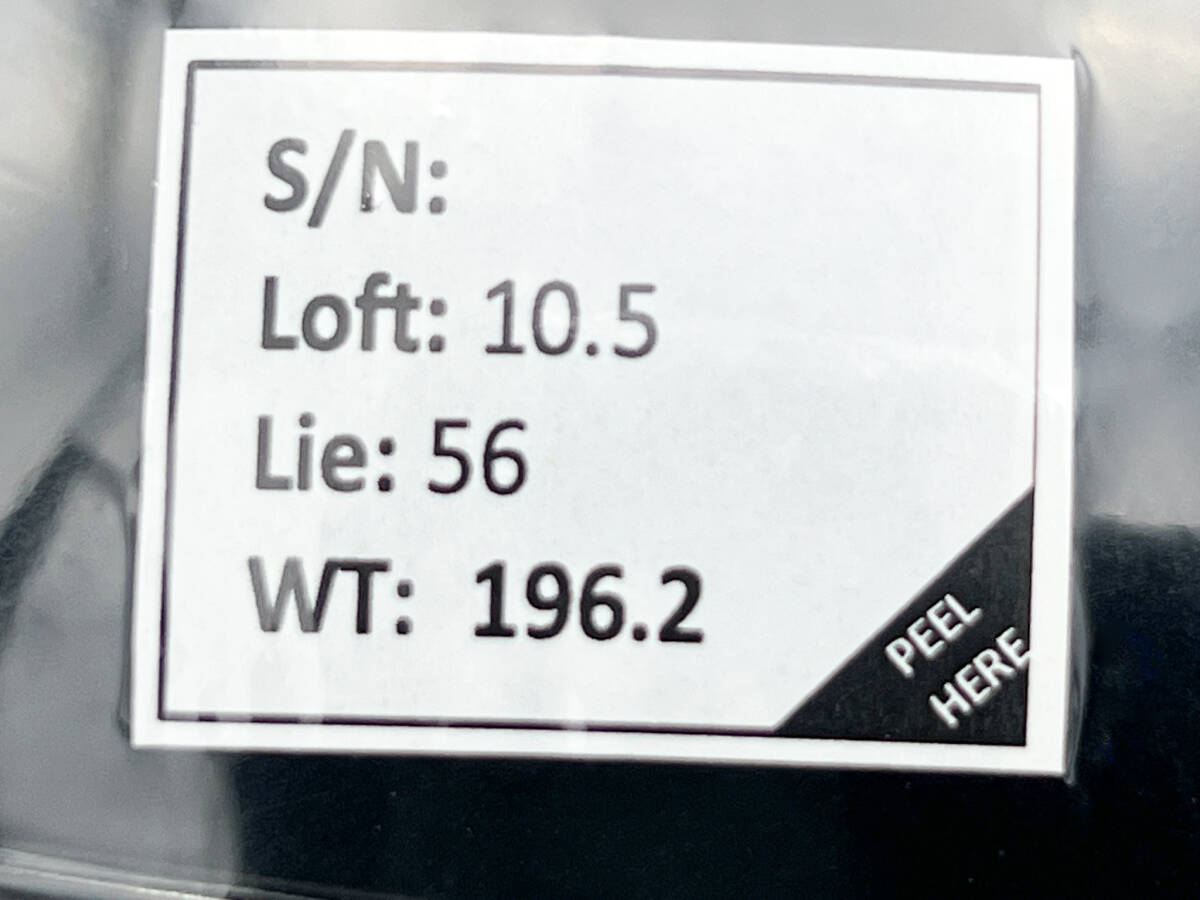 S/N:
Loft: 10.5
Lie: 56
WT: 196.2
PEEL
HERE